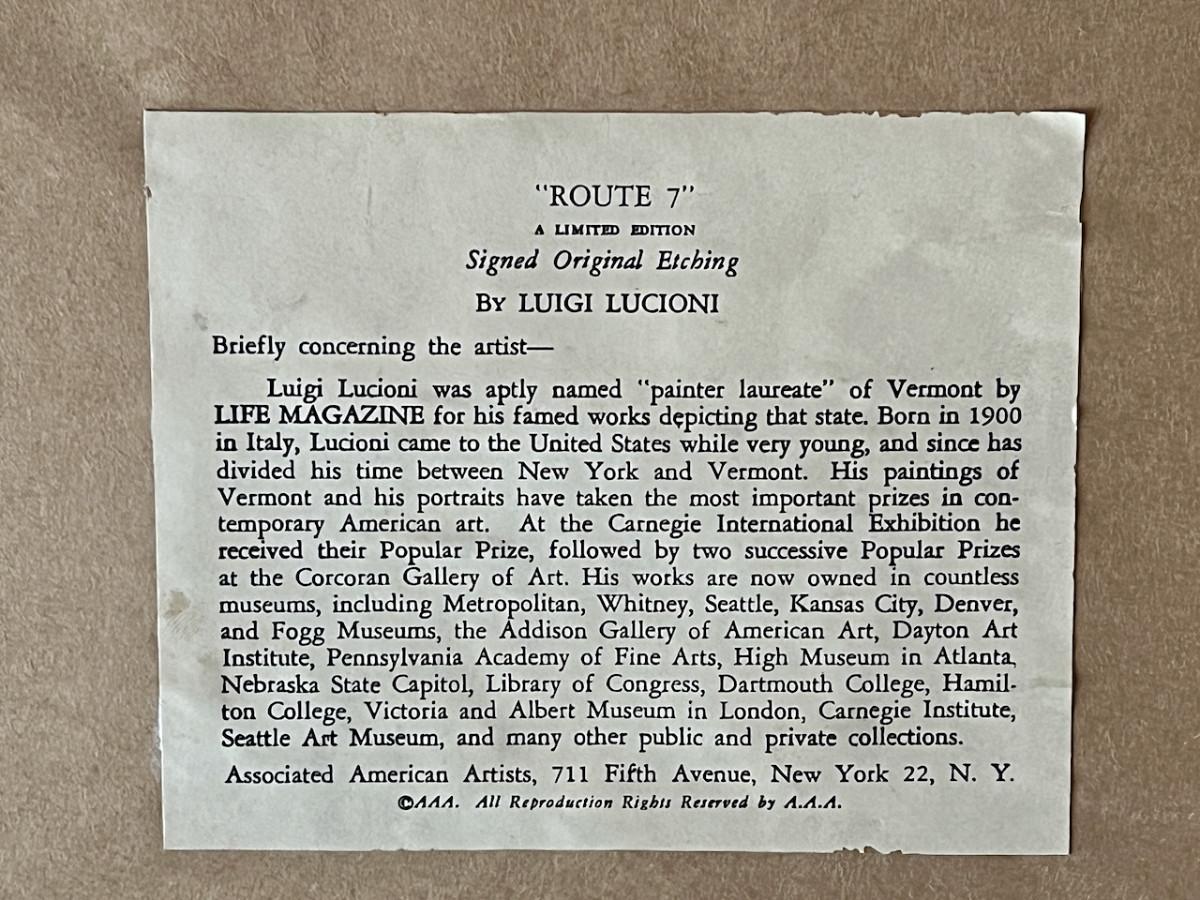 "ROUTE 7"
A LIMITED EDITION
Signed Original Etching
BY LUIGI LUCIONI
Briefly concerning the artist—
Luigi Lucioni was aptly named "painter laureate" of Vermont by
LIFE MAGAZINE for his famed works depicting that state. Born in 1900
in Italy, Lucioni came to the United States while very young, and since has
divided his time between New York and Vermont. His paintings of
Vermont and his portraits have taken the most important prizes in con-
temporary American art. At the Carnegie International Exhibition he
received their Popular Prize, followed by two successive Popular Prizes
at the Corcoran Gallery of Art. His works are now owned in countless
museums, including Metropolitan, Whitney, Seattle, Kansas City, Denver,
and Fogg Museums, the Addison Gallery of American Art, Dayton Art
Institute, Pennsylvania Academy of Fine Arts, High Museum in Atlanta,
Nebraska State Capitol, Library of Congress, Dartmouth College, Hamil-
ton College, Victoria and Albert Museum in London, Carnegie Institute,
Seattle Art Museum, and many other public and private collections.
Associated American Artists, 711 Fifth Avenue, New York 22, N. Y.
©AAA. All Reproduction Rights Reserved by A.A.A.